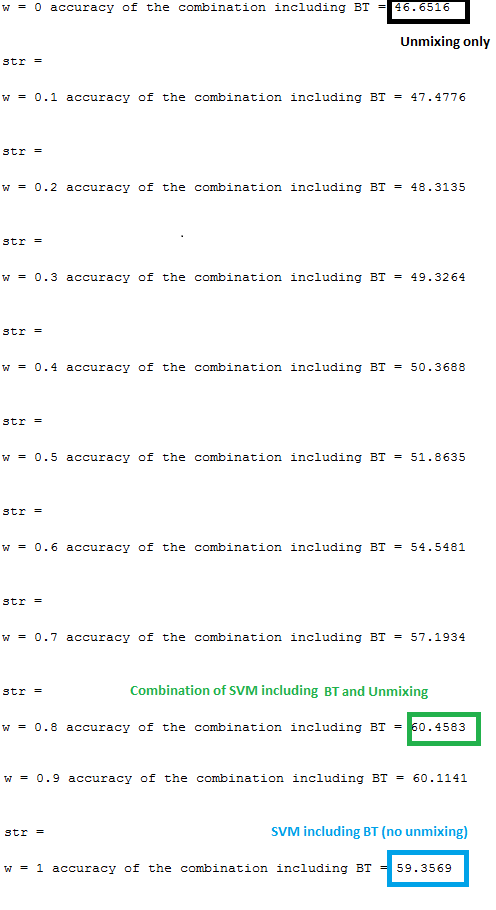 w = 0 accuracy of the combination including BT = 46.6516
Unmixing only
str =
w = 0.1 accuracy of the combination including BT = 47.4776
str =
w = 0.2 accuracy of the combination including BT = 48.3135
str =
w = 0.3 accuracy of the combination including BT = 49.3264
str =
w = 0.4 accuracy of the combination including BT = 50.3688
str =
w = 0.5 accuracy of the combination including BT = 51.8635
str =
w = 0.6 accuracy of the combination including BT = 54.5481
str =
w = 0.7 accuracy of the combination including BT = 57.1934
str = Combination of SVM including BT and Unmixing
w = 0.8 accuracy of the combination including BT = 60.4583
w = 0.9 accuracy of the combination including BT = 60.1141
str = SVM including BT (no unmixing)
w = 1 accuracy of the combination including BT = 59.3569